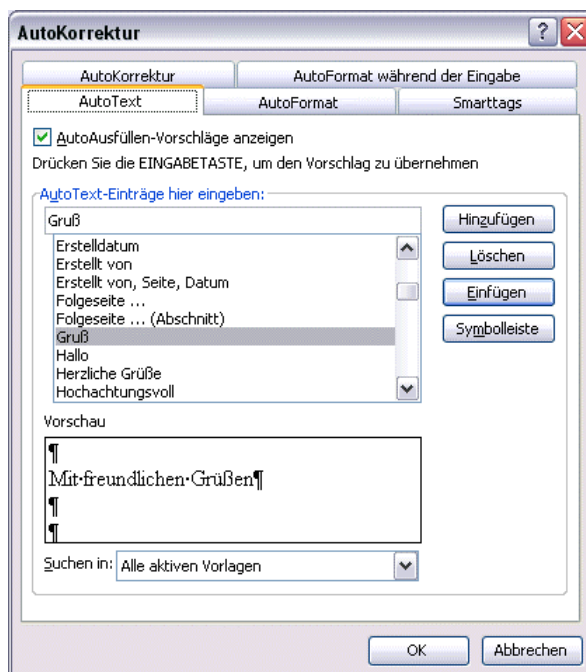 AutoKorrektur
AutoKorrektur
AutoFormat während der Eingabe
AutoText
AutoFormat
Smarttags
AutoAusfüllen-Vorschläge anzeigen
Drücken Sie die EINGABETASTE, um den Vorschlag zu übernehmen
AutoText-Einträge hier eingeben:
Gruß
Hinzufügen
Erstelldatum
Erstellt von
Erstellt von, Seite, Datum
Folgeseite ...
Folgeseite ... (Abschnitt)
Gruß
Hallo
Herzliche Grüße
Hochachtungsvoll
Löschen
Einfügen
Symbolleiste
Vorschau
¶
Mit·freundlichen·Grüßen¶
¶
¶
Suchen in: Alle aktiven Vorlagen
OK
Abbrechen